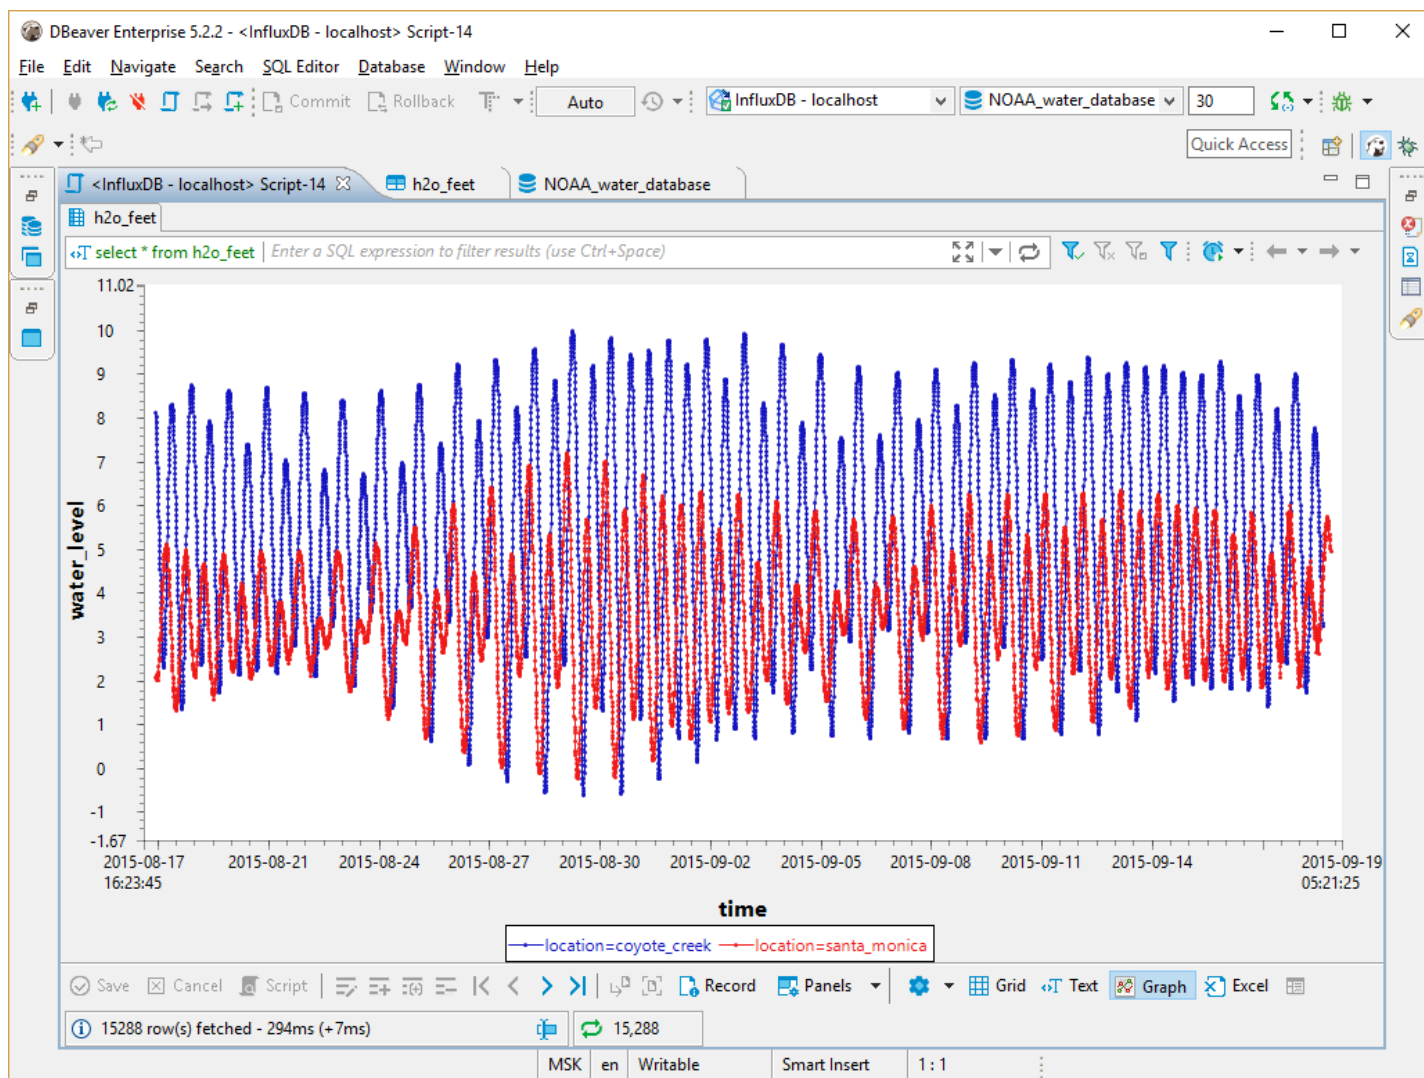 DBeaver Enterprise 5.2.2 - <InfluxDB - localhost> Script-14
File Edit Navigate Search SQL Editor Database Window Help
Commit Rollback Auto InfluxDB - localhost NOAA_water_database 30
Quick Access
<InfluxDB - localhost> Script-14 h2o_feet NOAA_water_database
h2o_feet
select * from h2o_feet Enter a SQL expression to filter results (use Ctrl+Space)
11.02
10
9
8
7
6
5
4
3
2
1
0
-1
-1.67
water_level
2015-08-17 2015-08-21 2015-08-24 2015-08-27 2015-08-30 2015-09-02 2015-09-05 2015-09-08 2015-09-11 2015-09-14 2015-09-19
16:23:45 05:21:25
time
location=coyote_creek location=santa_monica
Save Cancel Script Record Panels Grid Text Graph Excel
15288 row(s) fetched - 294ms (+7ms) 15,288
MSK en Writable Smart Insert 1 : 1